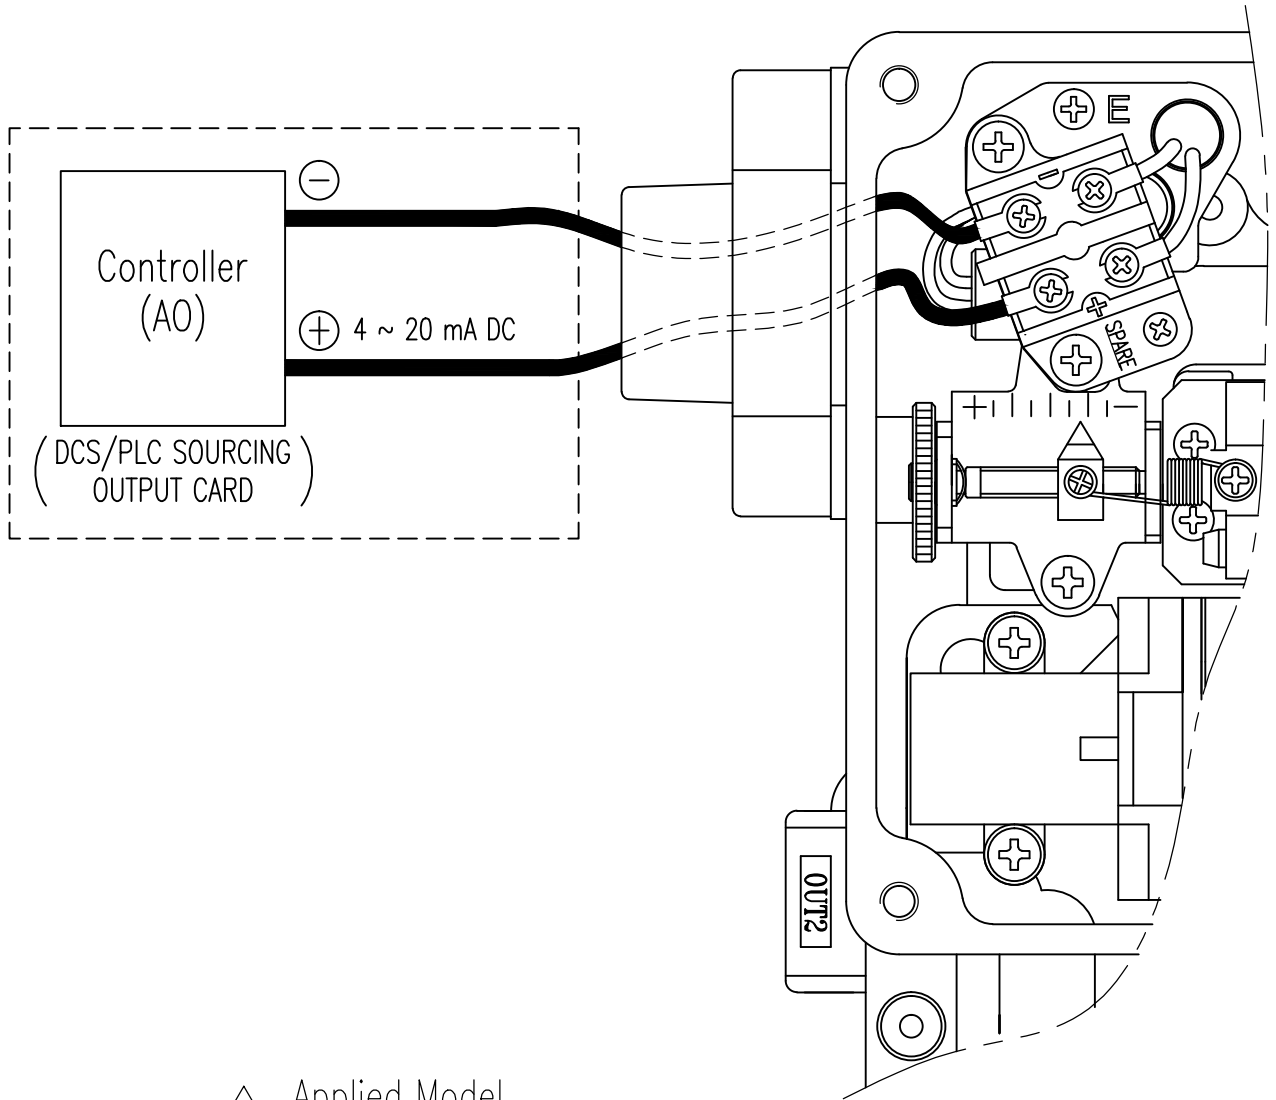 E
⊖
Controller
(AO)
⊕ 4 ~ 20 mA DC
SPARE
+ −
( DCS/PLC SOURCING
OUTPUT CARD )
OUT2
△ Applied Model